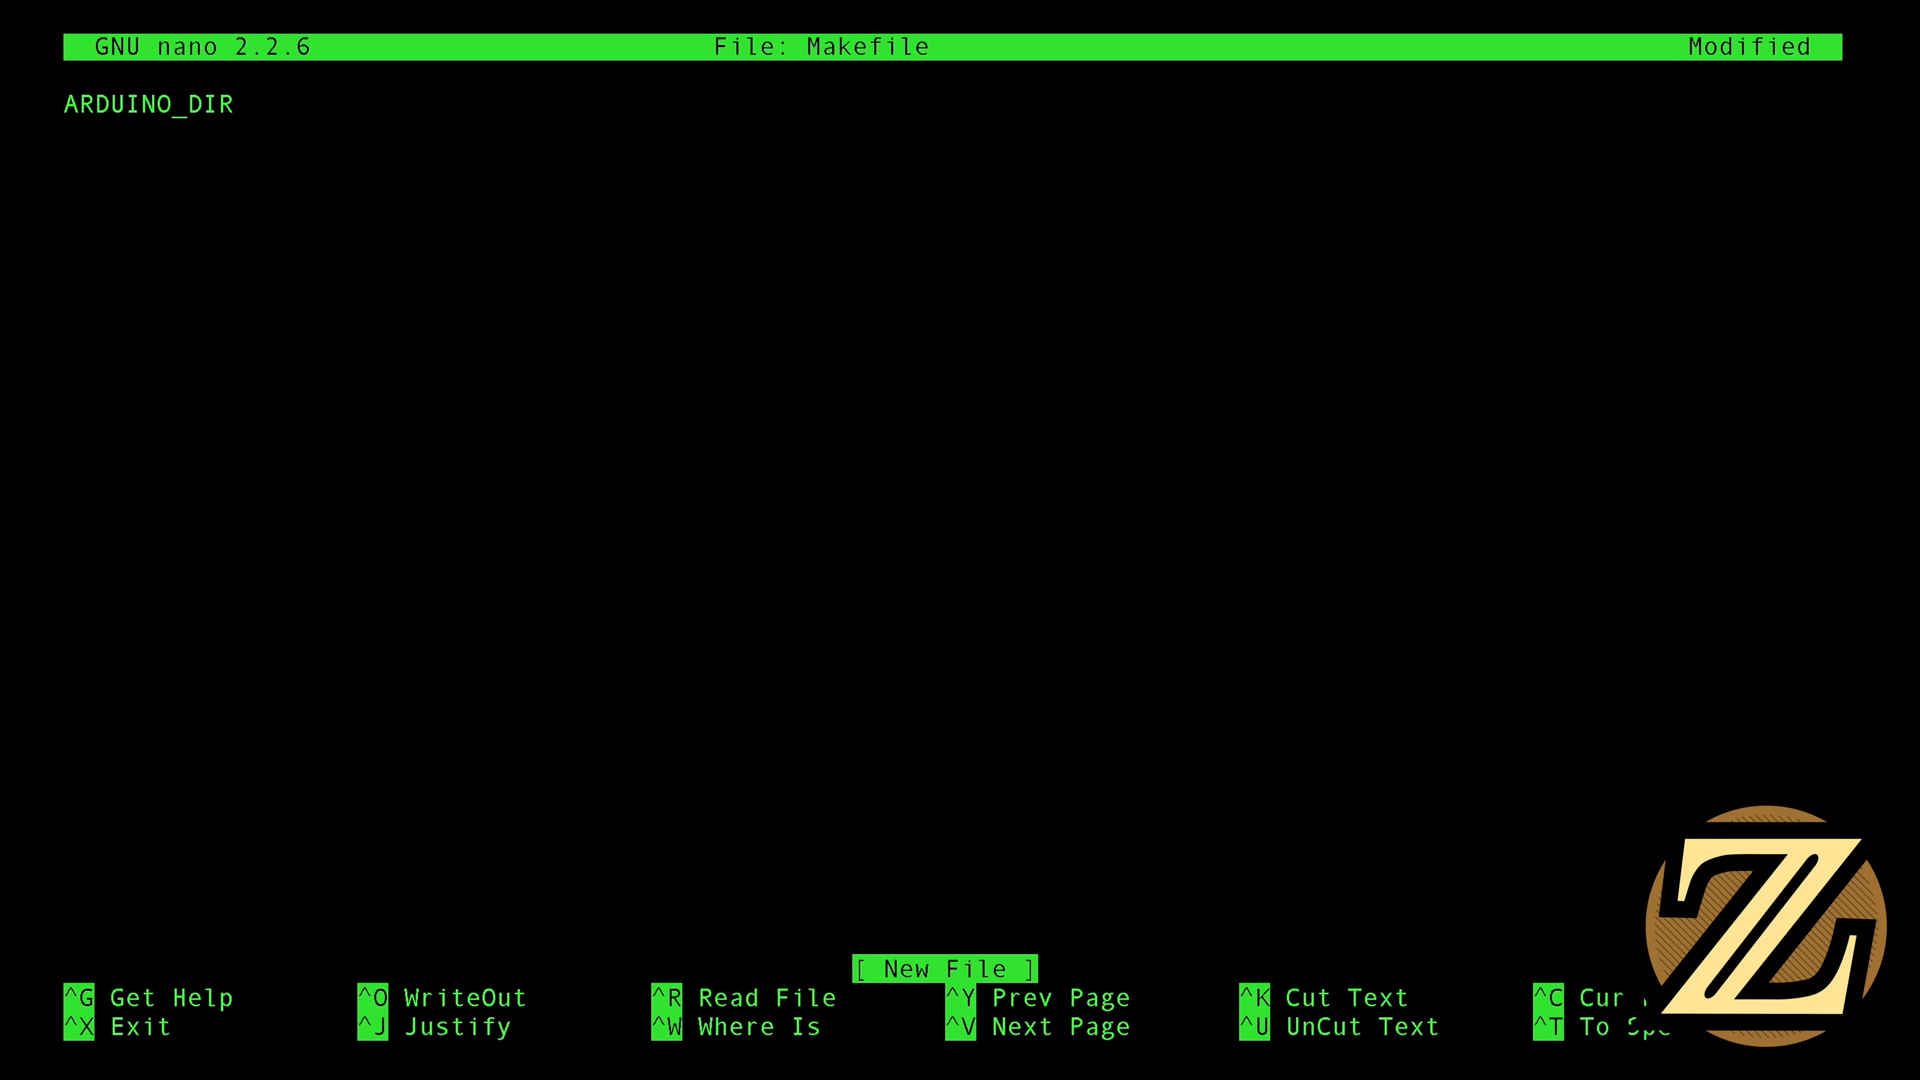 GNU nano 2.2.6 File: Makefile Modified
ARDUINO_DIR
[ New File ]
^G Get Help ^O WriteOut ^R Read File ^Y Prev Page ^K Cut Text ^C Cur
^X Exit ^J Justify ^W Where Is ^V Next Page ^U UnCut Text ^T To
Z